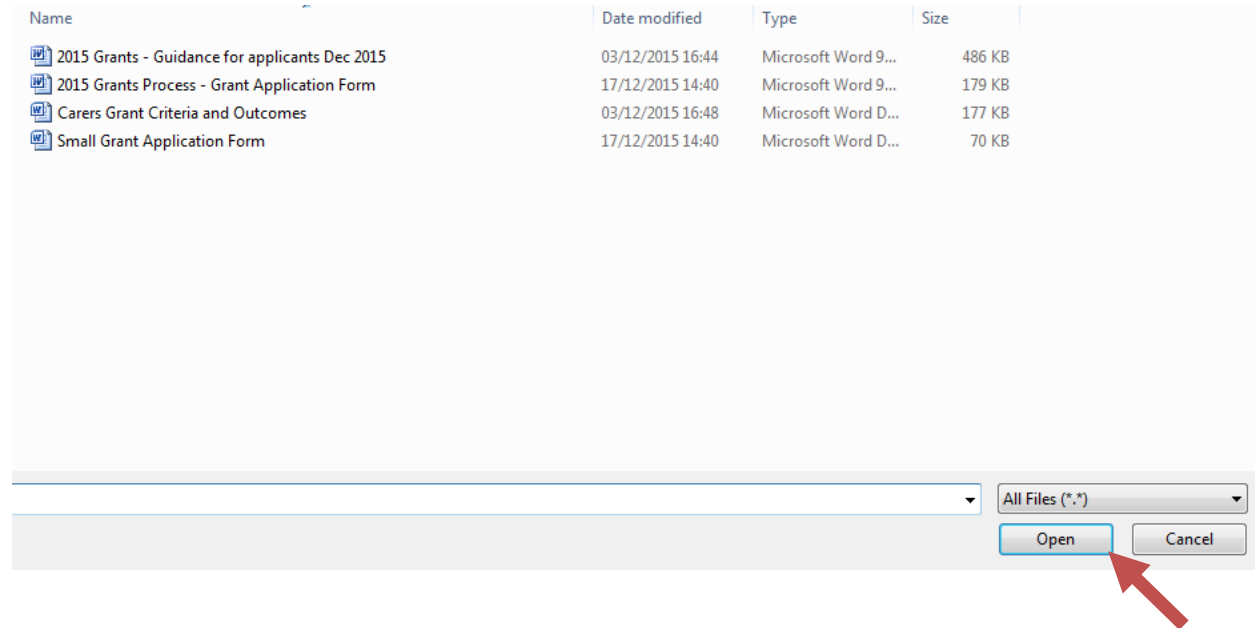 Name Date modified Type Size
2015 Grants - Guidance for applicants Dec 2015 03/12/2015 16:44 Microsoft Word 9... 486 KB
2015 Grants Process - Grant Application Form 17/12/2015 14:40 Microsoft Word 9... 179 KB
Carers Grant Criteria and Outcomes 03/12/2015 16:48 Microsoft Word D... 177 KB
Small Grant Application Form 17/12/2015 14:40 Microsoft Word D... 70 KB
All Files (*.*)
Open Cancel